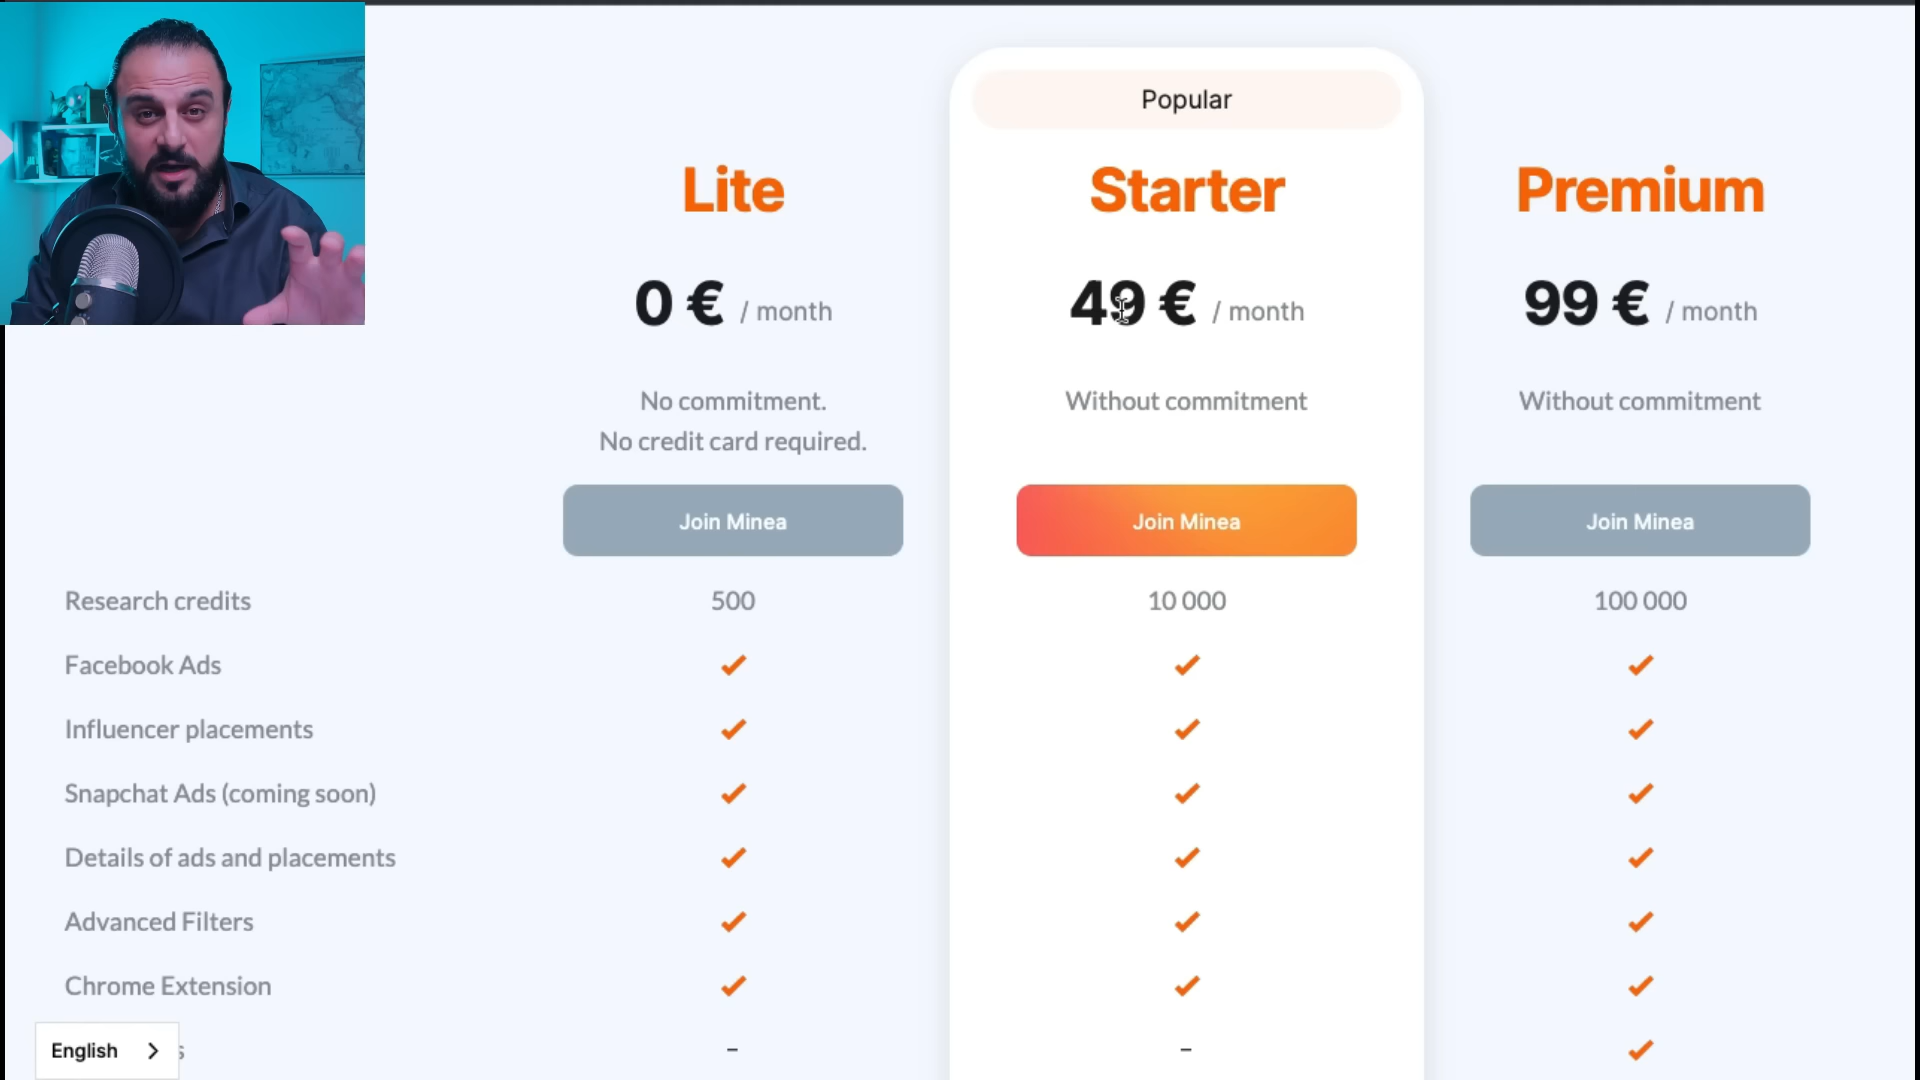 Popular
Lite
Starter
Premium
0 € / month
49 € / month
99 € / month
No commitment.
No credit card required.
Without commitment
Without commitment
Join Minea
Join Minea
Join Minea
Research credits 500 10 000 100 000
Facebook Ads
Influencer placements
Snapchat Ads (coming soon)
Details of ads and placements
Advanced Filters
Chrome Extension
English